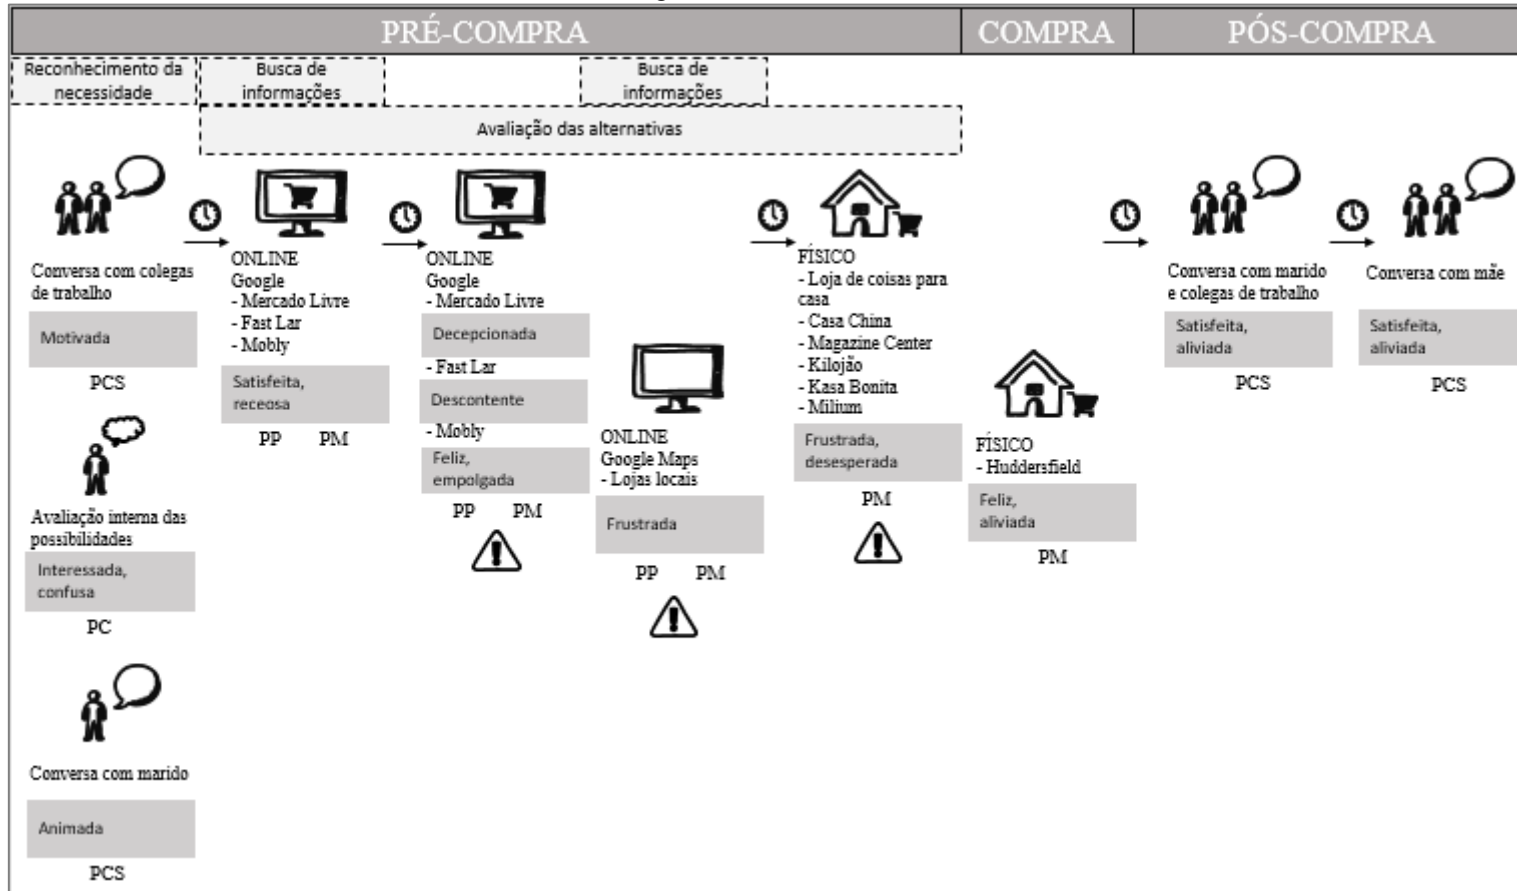 PRÉ-COMPRA
COMPRA
PÓS-COMPRA
Reconhecimento da
necessidade
Busca de
informações
Busca de
informações
Avaliação das alternativas
Conversa com colegas
de trabalho
Motivada
PCS
Avaliação interna das
possibilidades
Interessada,
confusa
PC
Conversa com marido
Animada
PCS
ONLINE
Google
- Mercado Livre
- Fast Lar
- Mobly
Satisfeita,
receosa
PP PM
ONLINE
Google
- Mercado Livre
Decepcionada
- Fast Lar
Descontente
- Mobly
Feliz,
empolgada
PP PM
ONLINE
Google Maps
- Lojas locais
Frustrada
PP PM
FÍSICO
- Loja de coisas para
casa
- Casa China
- Magazine Center
- Kilojão
- Kasa Bonita
- Milium
Frustrada,
desesperada
PM
FÍSICO
- Huddersfield
Feliz,
aliviada
PM
Conversa com marido
e colegas de trabalho
Satisfeita,
aliviada
PCS
Conversa com mãe
Satisfeita,
aliviada
PCS